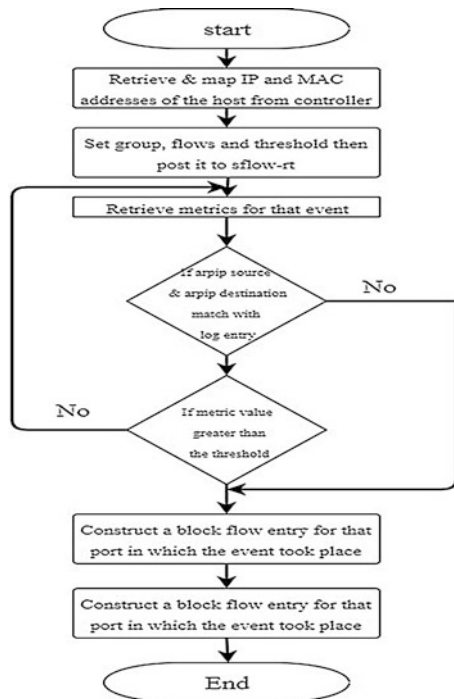 start
Retrieve & map IP and MAC
addresses of the host from controller
Set group, flows and threshold then
post it to sflow-rt
Retrieve metrics for that event
If arpip source
& arpip destination
match with
log entry
No
No
If metric value
greater than
the threshold
Construct a block flow entry for that
port in which the event took place
Construct a block flow entry for that
port in which the event took place
End